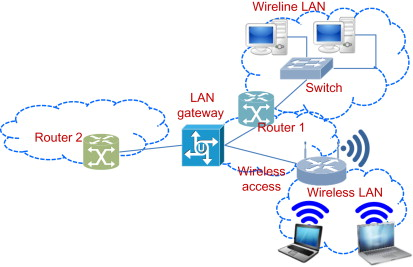 Wireline LAN
Switch
LAN
gateway
Router 1
Router 2
Wireless
access
Wireless LAN